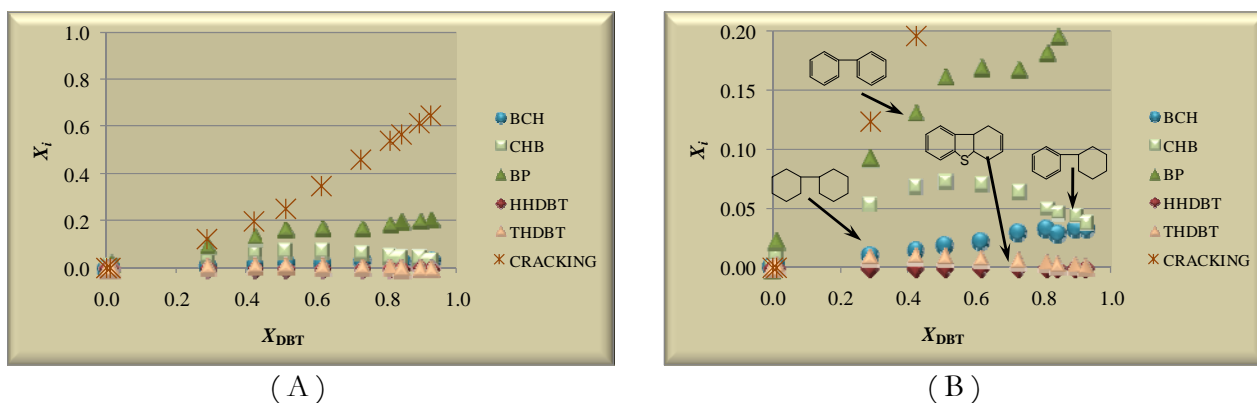 1.0
0.8
0.6
0.4
0.2
0.0
X_i
0.0 0.2 0.4 0.6 0.8 1.0
X_DBT
BCH
CHB
BP
HHDBT
THDBT
CRACKING
( A )
0.20
0.15
0.10
0.05
0.00
X_i
0.0 0.2 0.4 0.6 0.8 1.0
X_DBT
S
BCH
CHB
BP
HHDBT
THDBT
CRACKING
( B )